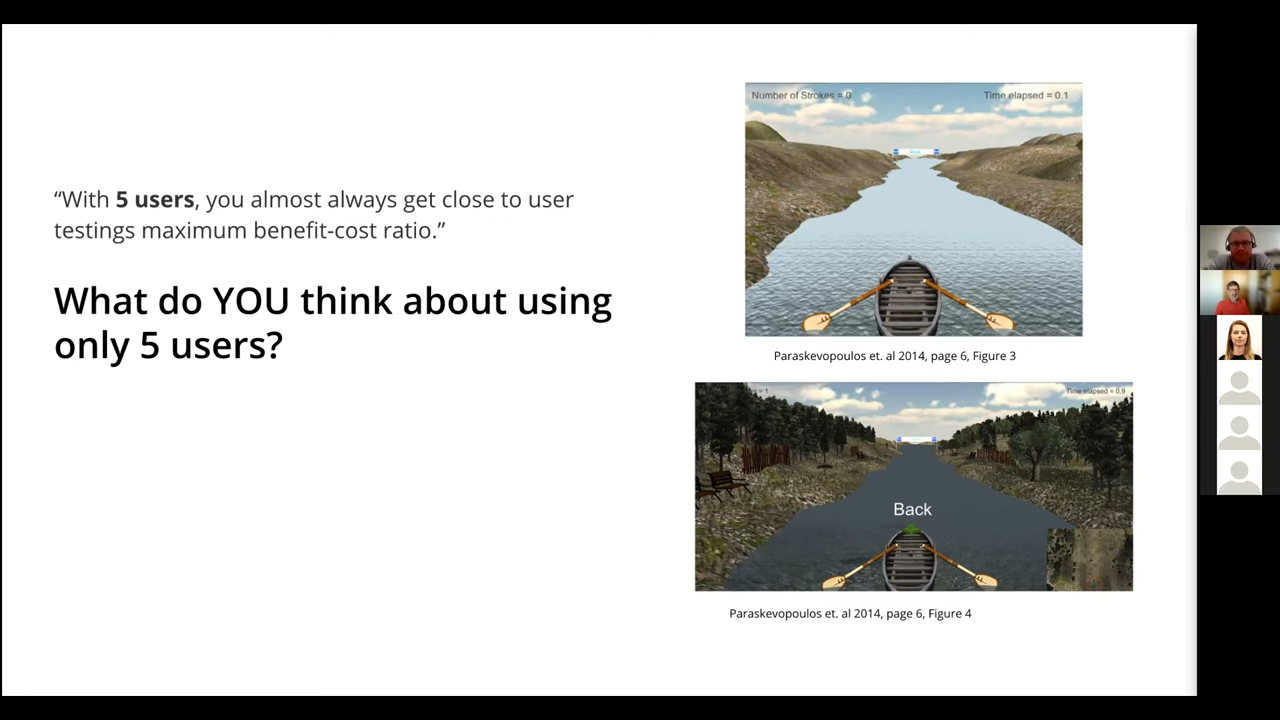 “With 5 users, you almost always get close to user
testings maximum benefit-cost ratio.”
What do YOU think about using
only 5 users?
Number of Strokes = 0
Time elapsed = 0.1
Paraskevopoulos et. al 2014, page 6, Figure 3
Time elapsed = 0.9
Back
Paraskevopoulos et. al 2014, page 6, Figure 4